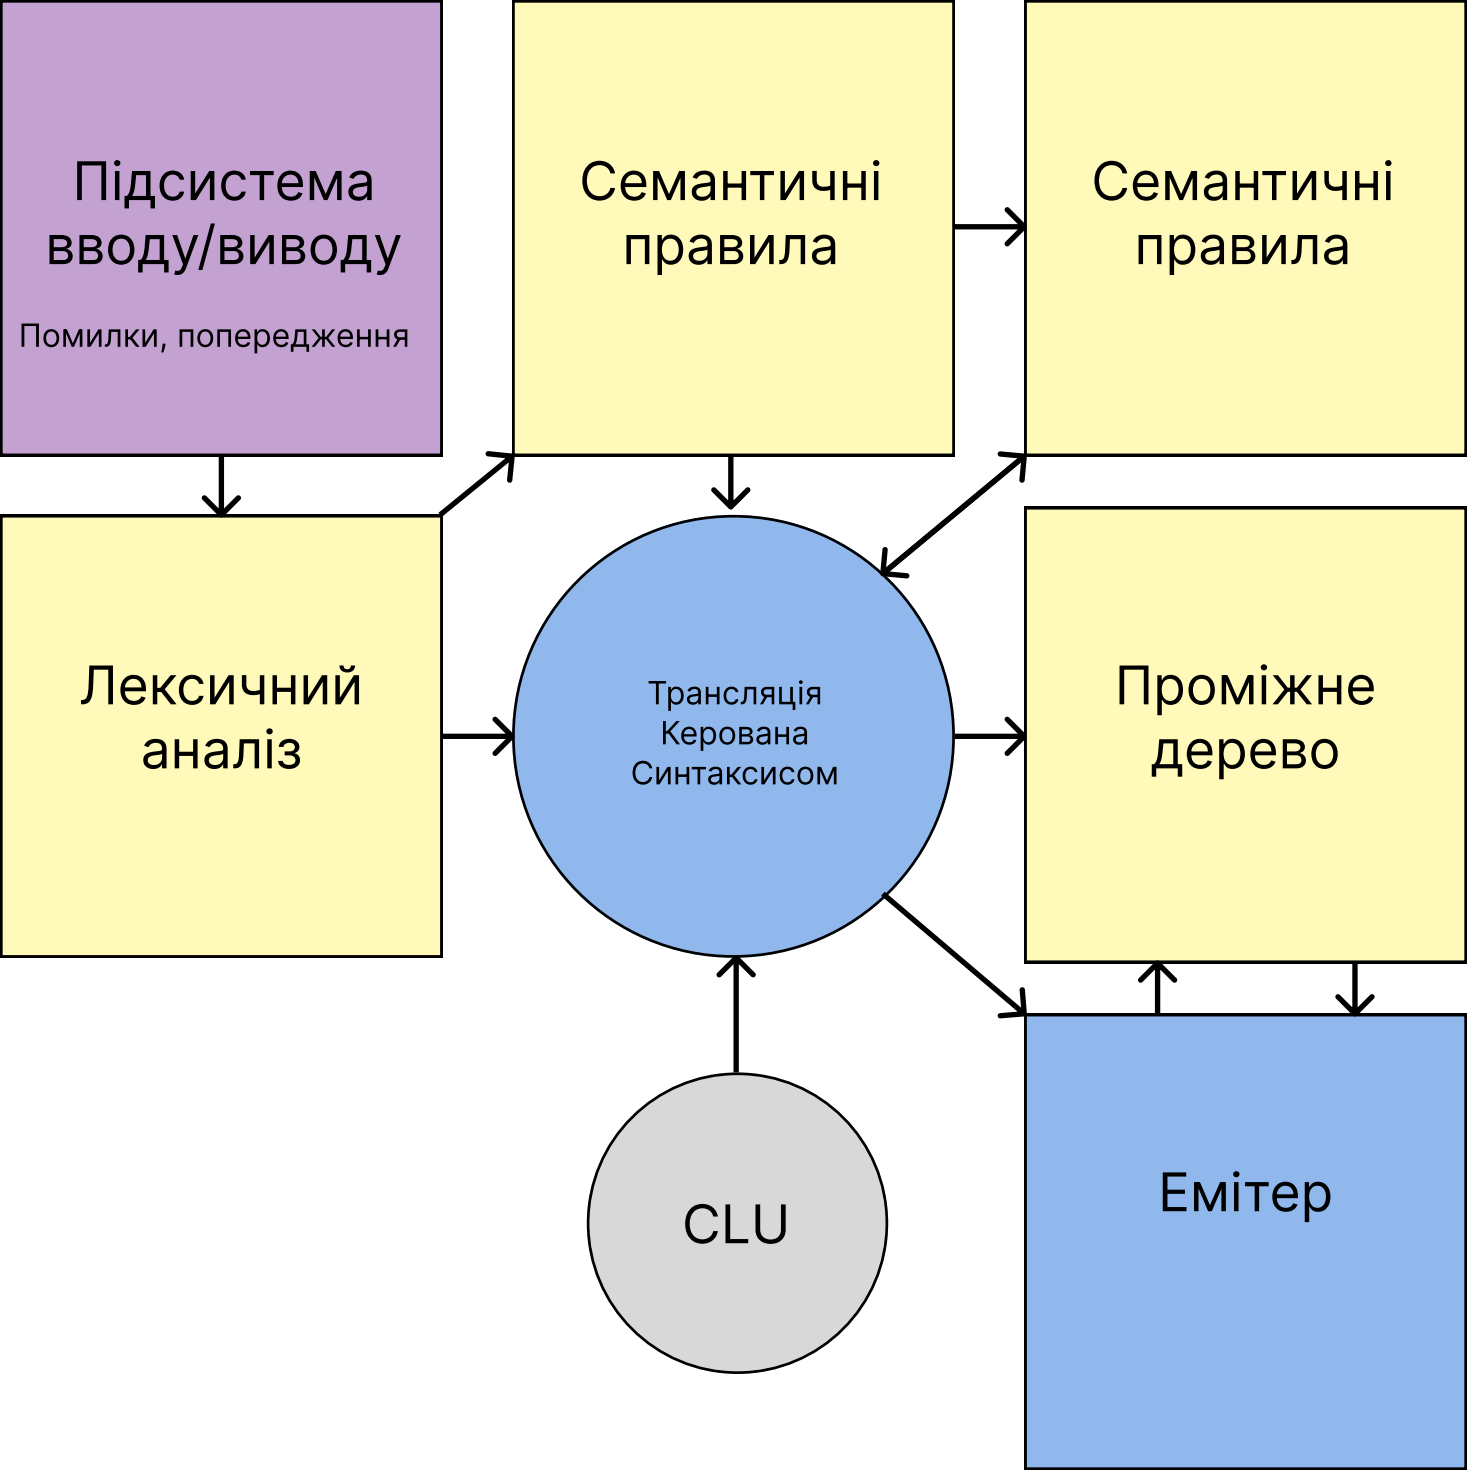 Підсистема
вводу/виводу
Помилки, попередження
Семантичні
правила
Семантичні
правила
Лексичний
аналіз
Трансляція
Керована
Синтаксисом
Проміжне
дерево
CLU
Емітер